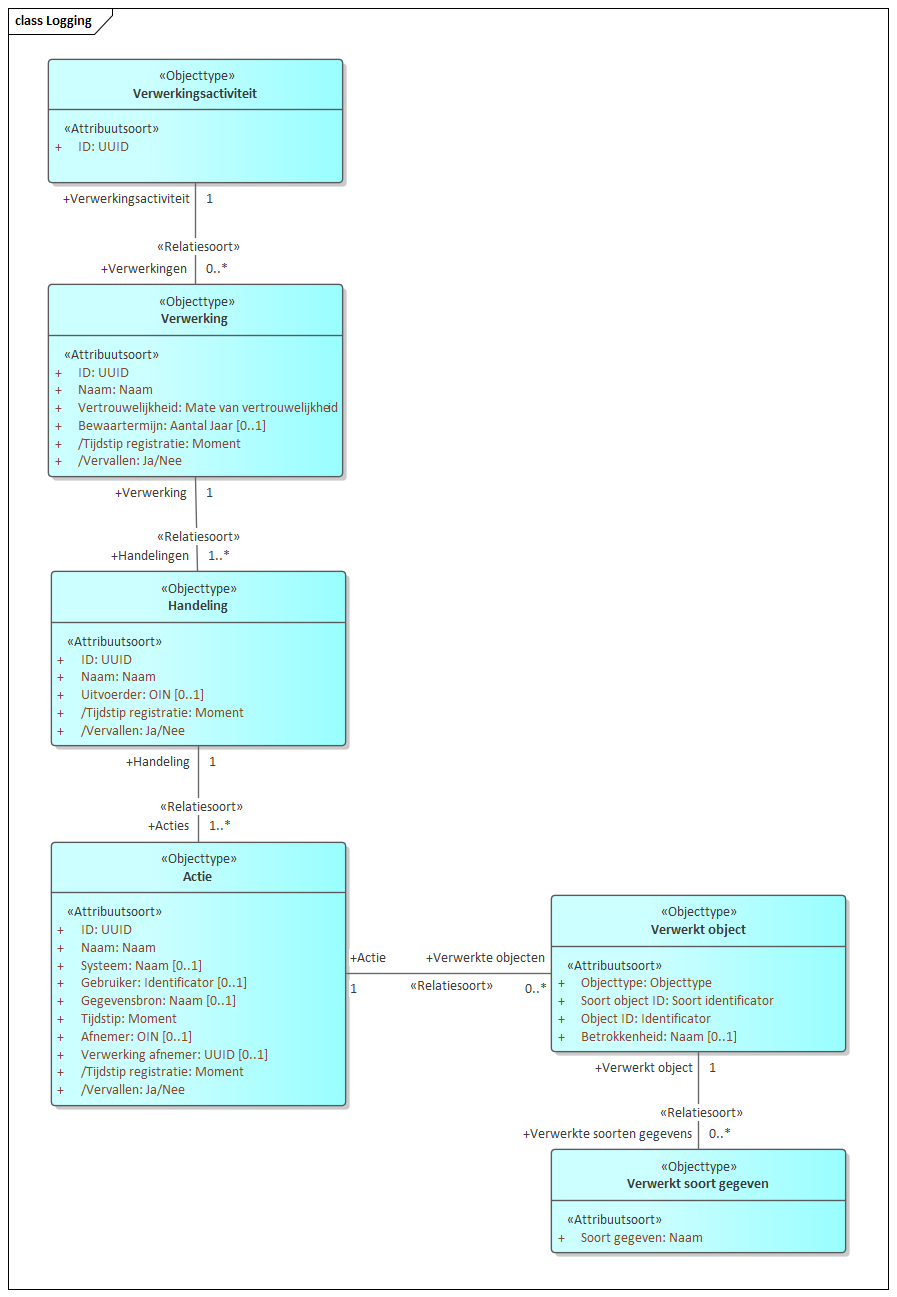 class Logging
«Objecttype»
Verwerkingsactiviteit
«Attribuutsoort»
+ ID: UUID
+Verwerkingsactiviteit 1
«Relatiesoort»
+Verwerkingen 0..*
«Objecttype»
Verwerking
«Attribuutsoort»
+ ID: UUID
+ Naam: Naam
+ Vertrouwelijkheid: Mate van vertrouwelijkheid
+ Bewaartermijn: Aantal Jaar [0..1]
+ /Tijdstip registratie: Moment
+ /Vervallen: Ja/Nee
+Verwerking 1
«Relatiesoort»
+Handelingen 1..*
«Objecttype»
Handeling
«Attribuutsoort»
+ ID: UUID
+ Naam: Naam
+ Uitvoerder: OIN [0..1]
+ /Tijdstip registratie: Moment
+ /Vervallen: Ja/Nee
+Handeling 1
«Relatiesoort»
+Acties 1..*
«Objecttype»
Actie
«Attribuutsoort»
+ ID: UUID
+ Naam: Naam
+ Systeem: Naam [0..1]
+ Gebruiker: Identificator [0..1]
+ Gegevensbron: Naam [0..1]
+ Tijdstip: Moment
+ Afnemer: OIN [0..1]
+ Verwerking afnemer: UUID [0..1]
+ /Tijdstip registratie: Moment
+ /Vervallen: Ja/Nee
+Actie +Verwerkte objecten
1 «Relatiesoort» 0..*
«Objecttype»
Verwerkt object
«Attribuutsoort»
+ Objecttype: Objecttype
+ Soort object ID: Soort identificator
+ Object ID: Identificator
+ Betrokkenheid: Naam [0..1]
+Verwerkt object 1
«Relatiesoort»
+Verwerkte soorten gegevens 0..*
«Objecttype»
Verwerkt soort gegeven
«Attribuutsoort»
+ Soort gegeven: Naam